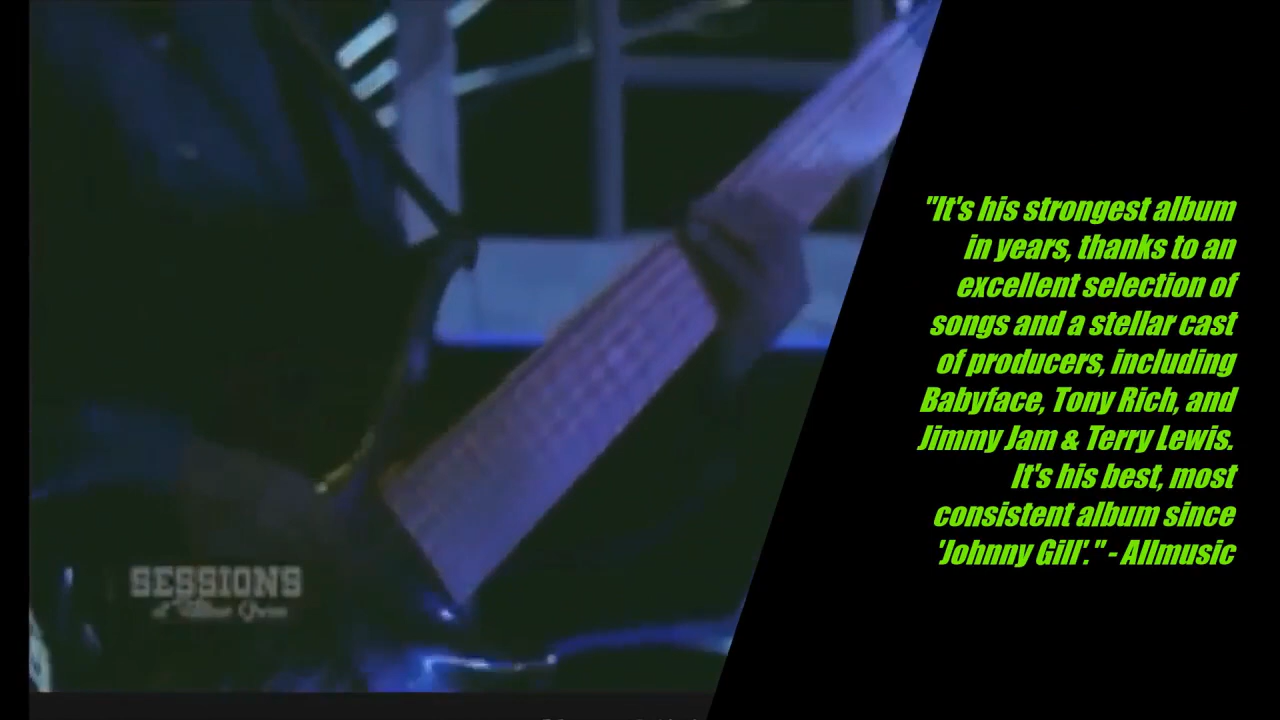 "It's his strongest album
in years, thanks to an
excellent selection of
songs and a stellar cast
of producers, including
Babyface, Tony Rich, and
Jimmy Jam & Terry Lewis.
It's his best, most
consistent album since
'Johnny Gill'." - Allmusic
SESSIONS